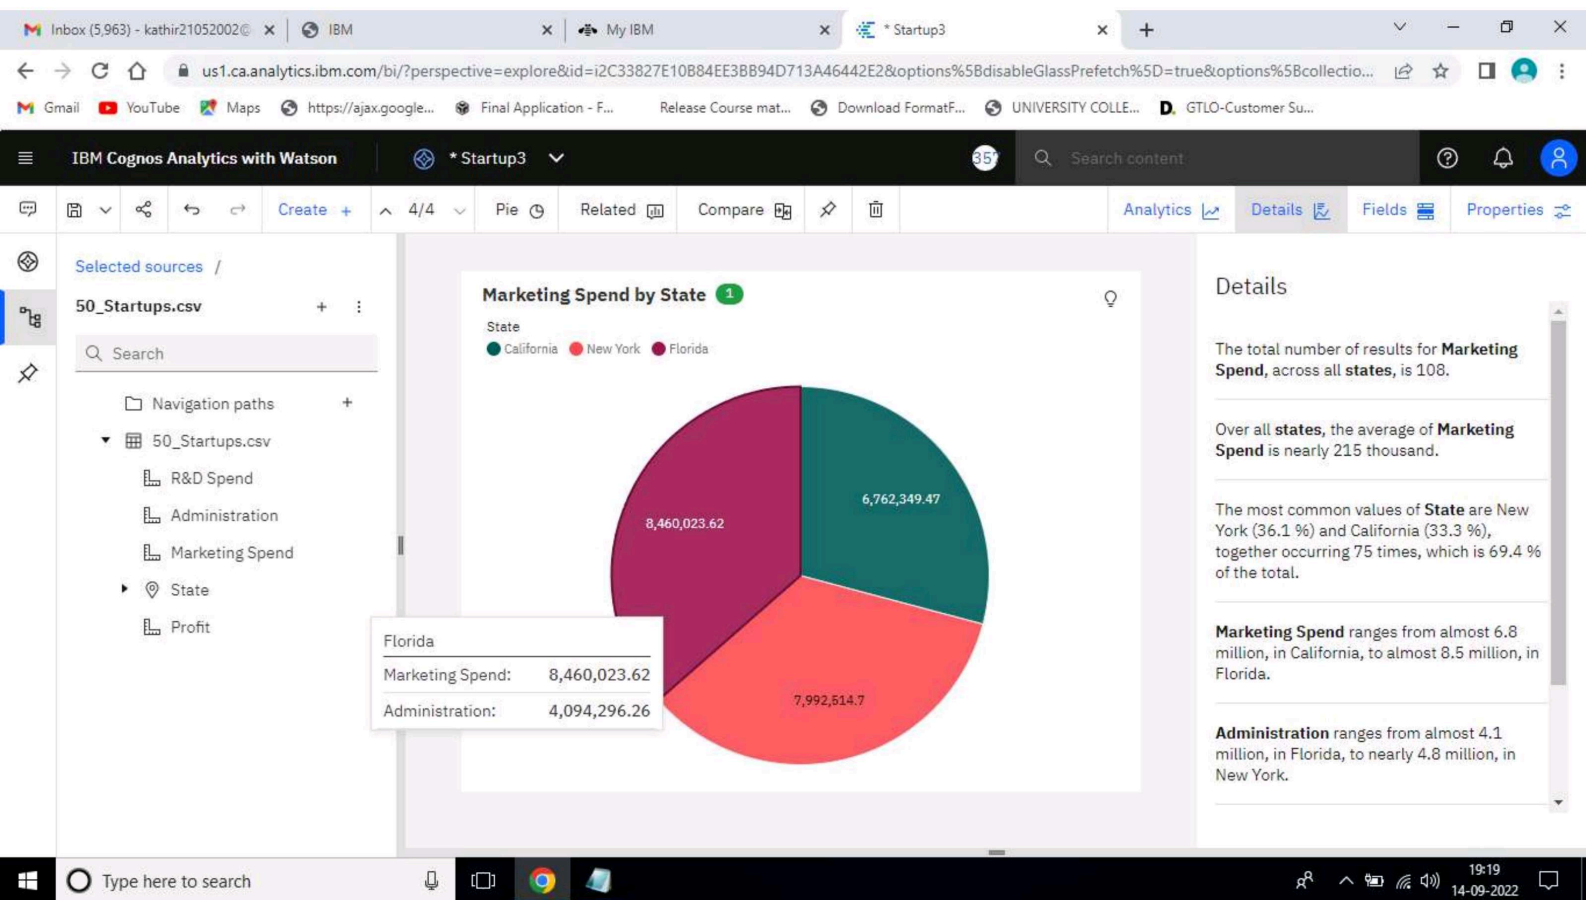 Inbox (5,963) - kathir21052002@
IBM
My IBM
* Startup3
us1.ca.analytics.ibm.com/bi/?perspective=explore&id=i2C33827E10B84EE3BB94D713A46442E2&options%5BdisableGlassPrefetch%5D=true&options%5Bcollectio...
Gmail
YouTube
Maps
https://ajax.google...
Final Application - F...
Release Course mat...
Download FormatF...
UNIVERSITY COLLE...
D. GTLO-Customer Su...
IBM Cognos Analytics with Watson
* Startup3
357
Search content
Create +
4/4
Pie
Related
Compare
Analytics
Details
Fields
Properties
Selected sources /
50_Startups.csv
Search
Navigation paths
50_Startups.csv
R&D Spend
Administration
Marketing Spend
State
Profit
Marketing Spend by State 1
State
California New York Florida
6,762,349.47
8,460,023.62
7,992,514.7
Florida
Marketing Spend: 8,460,023.62
Administration: 4,094,296.26
Details
The total number of results for Marketing
Spend, across all states, is 108.
Over all states, the average of Marketing
Spend is nearly 215 thousand.
The most common values of State are New
York (36.1 %) and California (33.3 %),
together occurring 75 times, which is 69.4 %
of the total.
Marketing Spend ranges from almost 6.8
million, in California, to almost 8.5 million, in
Florida.
Administration ranges from almost 4.1
million, in Florida, to nearly 4.8 million, in
New York.
Type here to search
19:19
14-09-2022